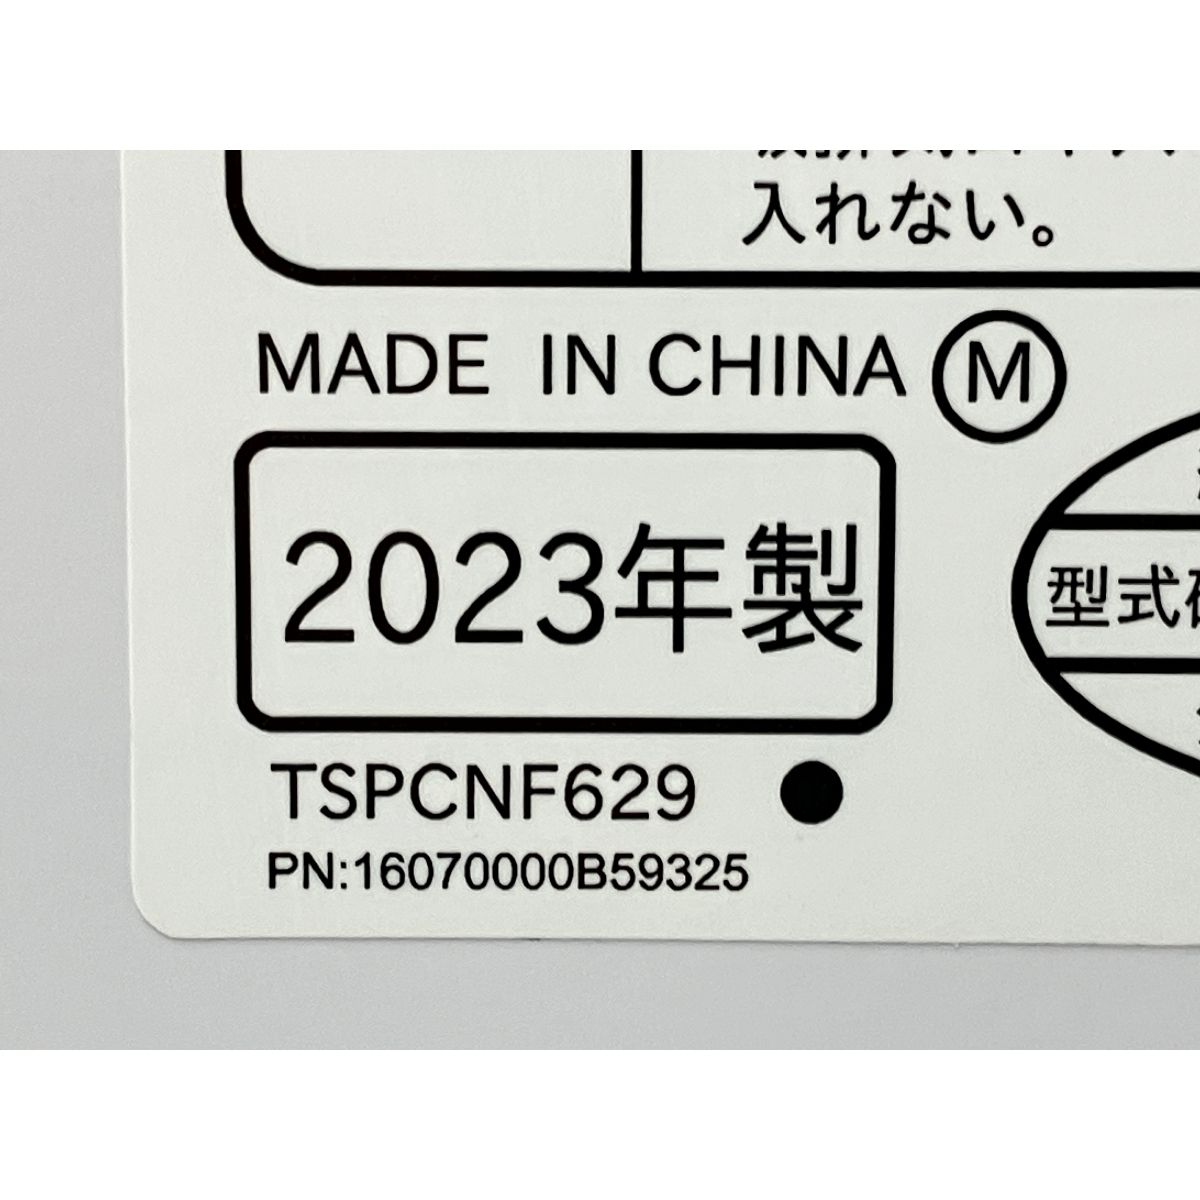 入れない。
MADE IN CHINA Ⓜ
2023年製
型式
TSPCNF629
PN:16070000B59325